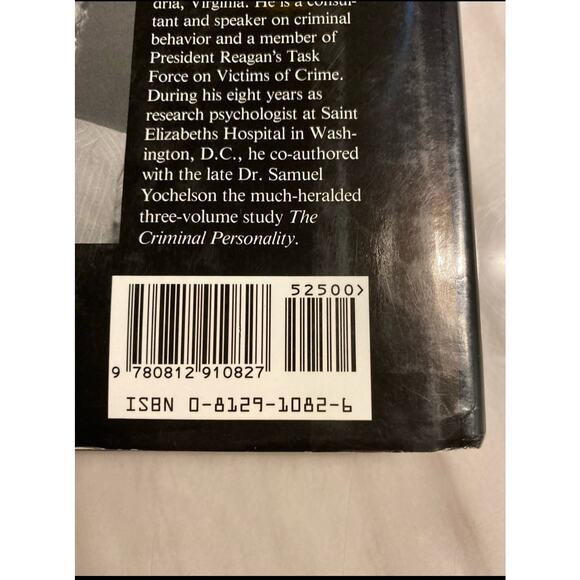 dria, Virginia. He is a consul-
tant and speaker on criminal
behavior and a member of
President Reagan's Task
Force on Victims of Crime.
During his eight years as
research psychologist at Saint
Elizabeths Hospital in Wash-
ington, D.C., he co-authored
with the late Dr. Samuel
Yochelson the much-heralded
three-volume study The
Criminal Personality.
52500>
9 780812 910827
ISBN 0-8129-1082-6